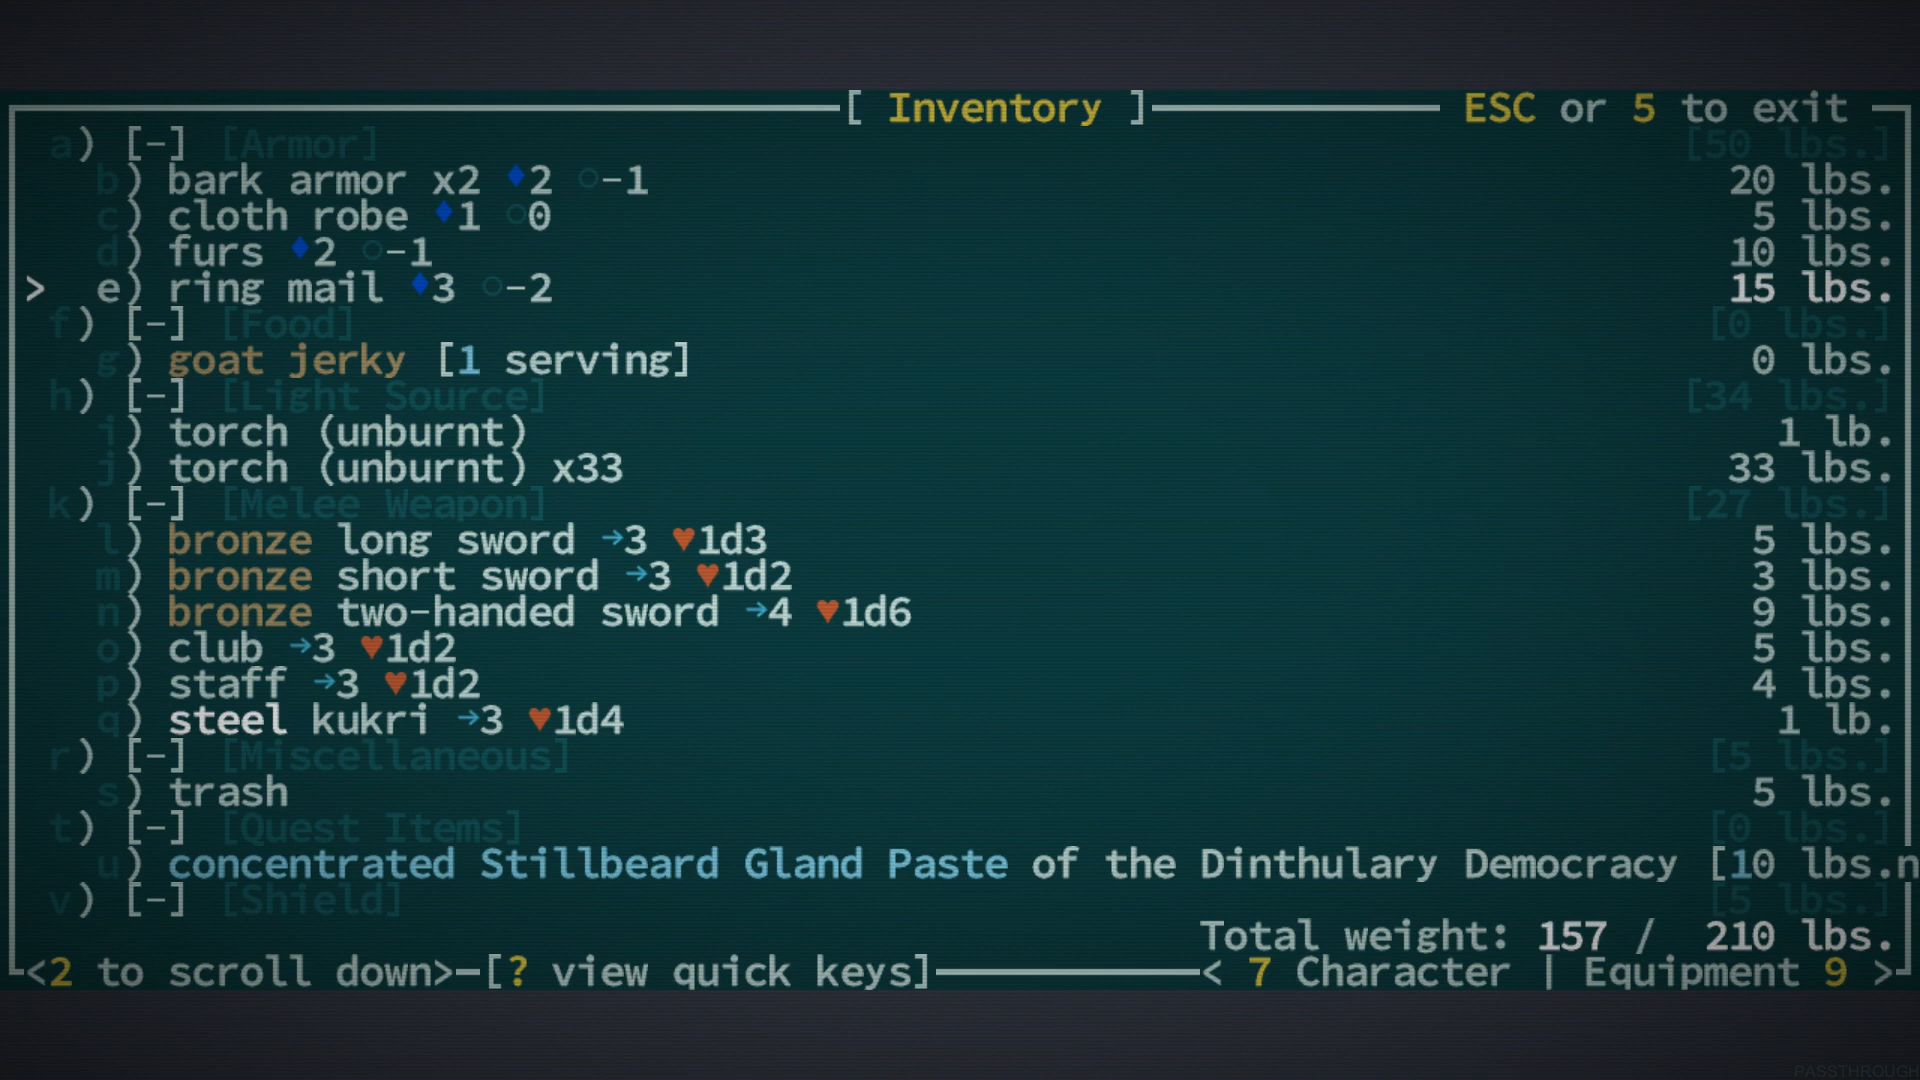 [ Inventory ] ESC or 5 to exit
a) [-] [Armor] [50 lbs.]
b) bark armor x2 ♦2 ○-1 20 lbs.
c) cloth robe ♦1 ○0 5 lbs.
d) furs ♦2 ○-1 10 lbs.
> e) ring mail ♦3 ○-2 15 lbs.
f) [-] [Food] [0 lbs.]
g) goat jerky [1 serving] 0 lbs.
h) [-] [Light Source] [34 lbs.]
i) torch (unburnt) 1 lb.
j) torch (unburnt) x33 33 lbs.
k) [-] [Melee Weapon] [27 lbs.]
l) bronze long sword →3 ♥1d3 5 lbs.
m) bronze short sword →3 ♥1d2 3 lbs.
n) bronze two-handed sword →4 ♥1d6 9 lbs.
o) club →3 ♥1d2 5 lbs.
p) staff →3 ♥1d2 4 lbs.
q) steel kukri →3 ♥1d4 1 lb.
r) [-] [Miscellaneous] [5 lbs.]
s) trash 5 lbs.
t) [-] [Quest Items] [0 lbs.]
u) concentrated Stillbeard Gland Paste of the Dinthulary Democracy [10 lbs.n
v) [-] [Shield] [5 lbs.]
Total weight: 157 / 210 lbs.
<2 to scroll down> [? view quick keys] < 7 Character | Equipment 9 >
PASSTHROUGH